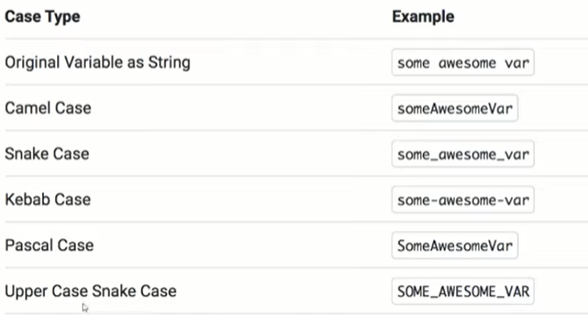 Case Type Example
Original Variable as String some awesome var
Camel Case someAwesomeVar
Snake Case some_awesome_var
Kebab Case some-awesome-var
Pascal Case SomeAwesomeVar
Upper Case Snake Case SOME_AWESOME_VAR